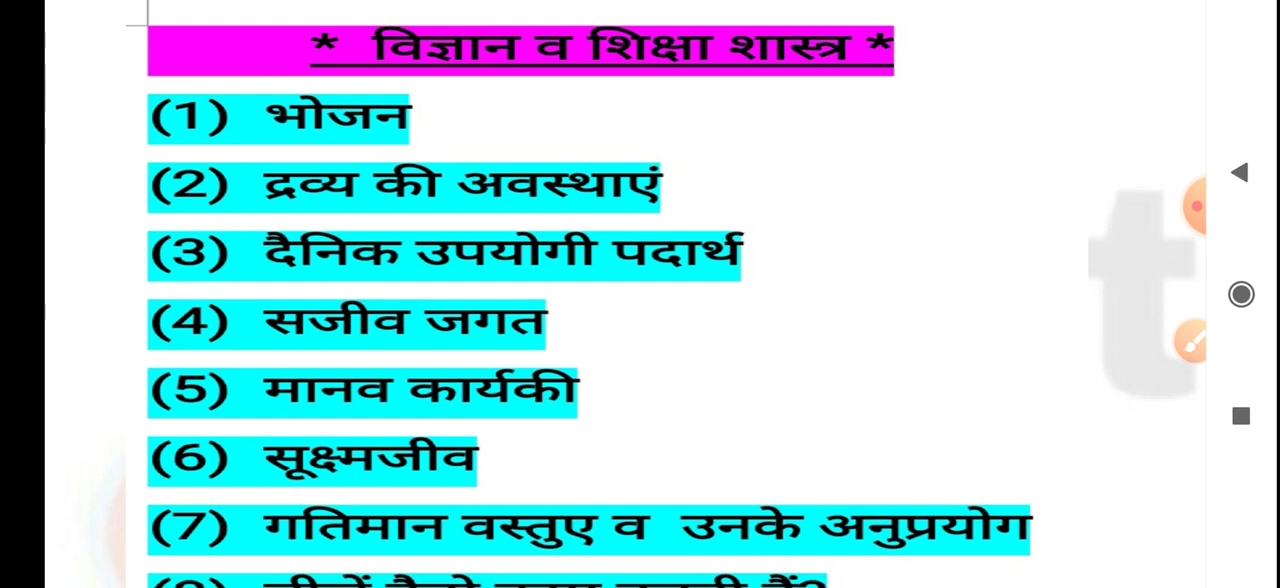 * विज्ञान व शिक्षा शास्त्र *
(1) भोजन
(2) द्रव्य की अवस्थाएं
(3) दैनिक उपयोगी पदार्थ
(4) सजीव जगत
(5) मानव कार्यकी
(6) सूक्ष्मजीव
(7) गतिमान वस्तुए व उनके अनुप्रयोग
t